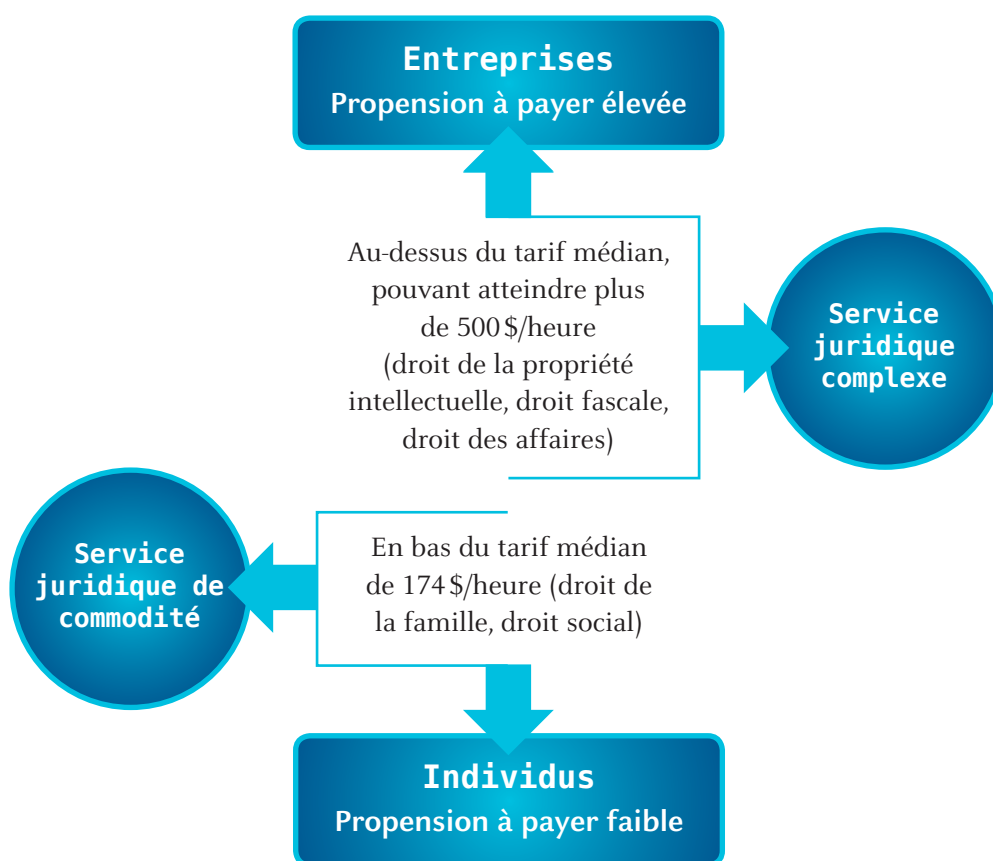 Entreprises
Propension à payer élevée
Au-dessus du tarif médian,
pouvant atteindre plus
de 500 $/heure
(droit de la propriété
intellectuelle, droit fascale,
droit des affaires)
Service
juridique
complexe
Service
juridique de
commodité
En bas du tarif médian
de 174 $/heure (droit de
la famille, droit social)
Individus
Propension à payer faible